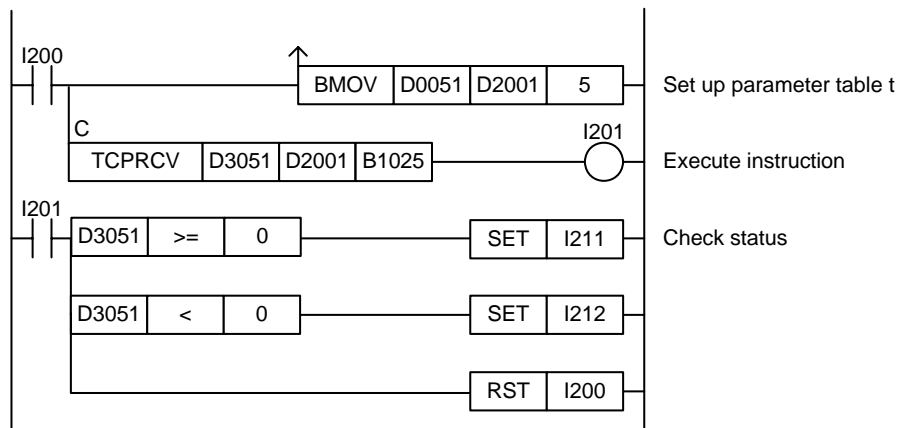 I200
BMOV D0051 D2001 5 Set up parameter table t
C
TCPRCV D3051 D2001 B1025 I201 Execute instruction
I201
D3051 >= 0 SET I211 Check status
D3051 < 0 SET I212
RST I200